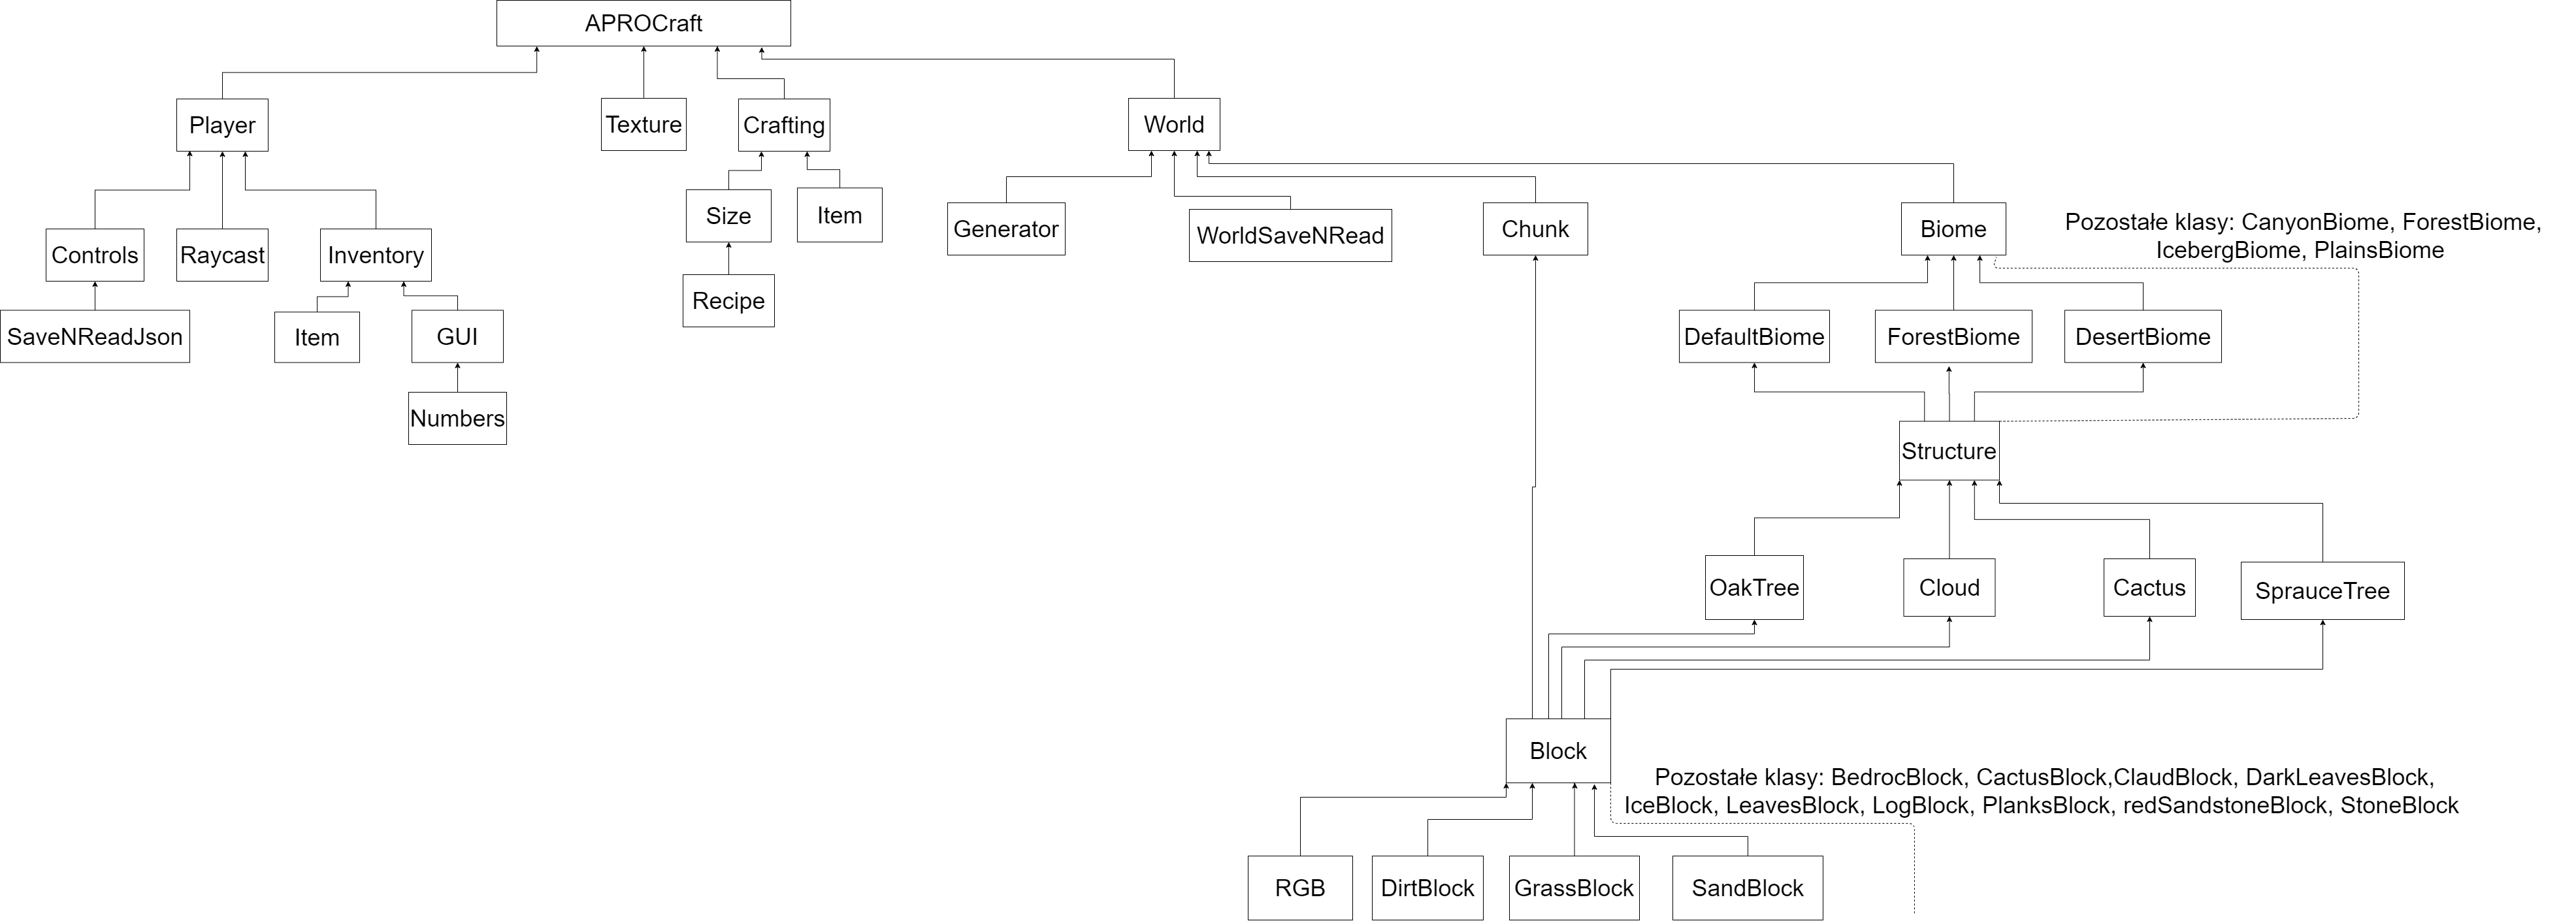 APROCraft
Player
Texture
Crafting
World
Size
Item
Generator
WorldSaveNRead
Chunk
Biome
Pozostałe klasy: CanyonBiome, ForestBiome,
IcebergBiome, PlainsBiome
Controls
Raycast
Inventory
Recipe
SaveNReadJson
Item
GUI
DefaultBiome
ForestBiome
DesertBiome
Numbers
Structure
OakTree
Cloud
Cactus
SprauceTree
Block
Pozostałe klasy: BedrocBlock, CactusBlock,ClaudBlock, DarkLeavesBlock,
IceBlock, LeavesBlock, LogBlock, PlanksBlock, redSandstoneBlock, StoneBlock
RGB
DirtBlock
GrassBlock
SandBlock